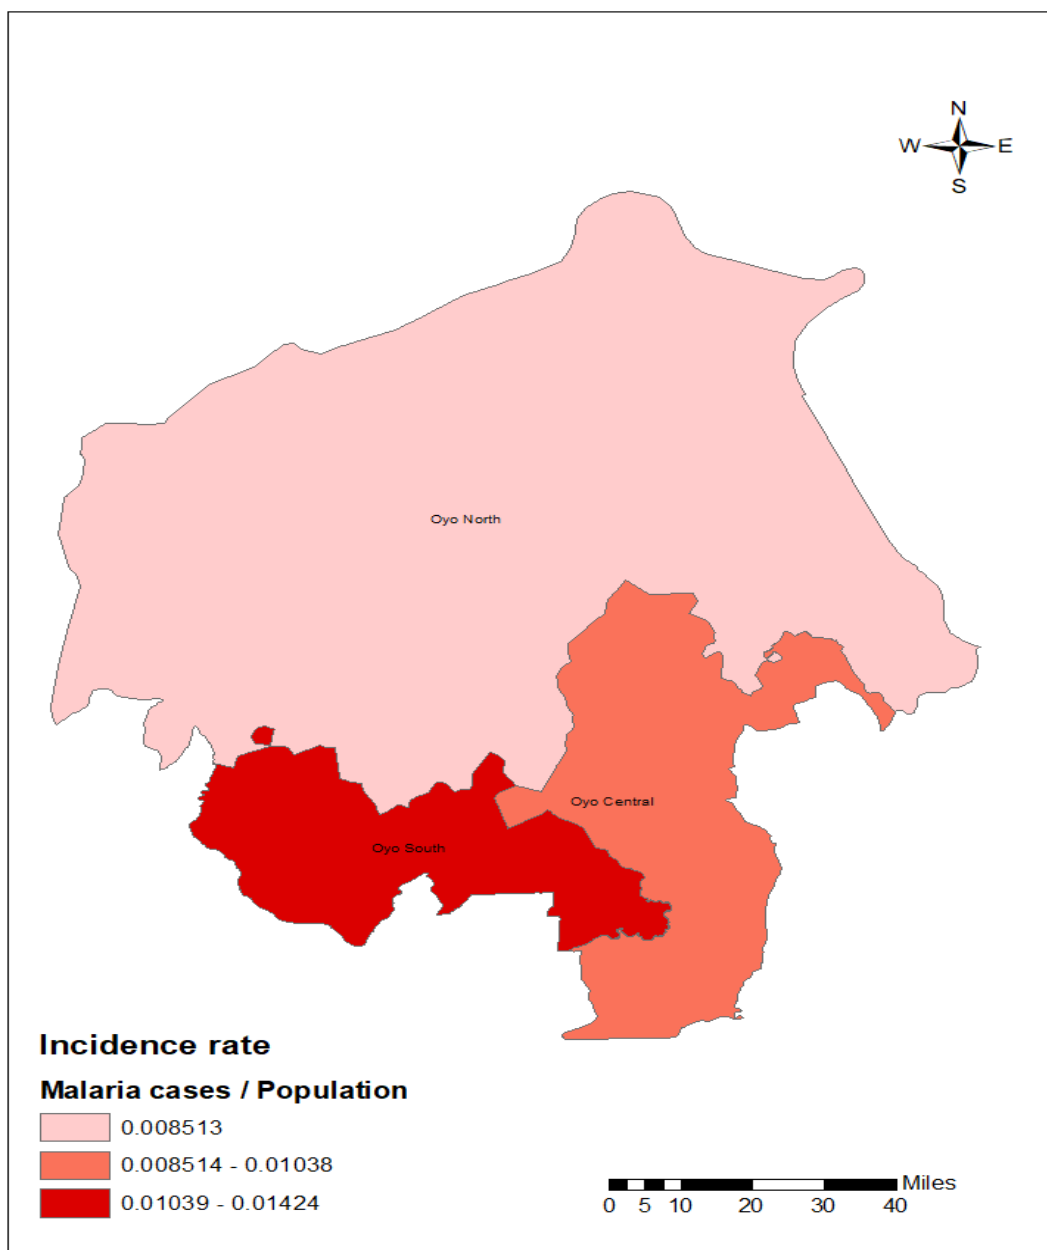 N
W E
S
Oyo North
Oyo Central
Oyo South
Incidence rate
Malaria cases / Population
0.008513
0.008514 - 0.01038
0.01039 - 0.01424
Miles
0 5 10 20 30 40